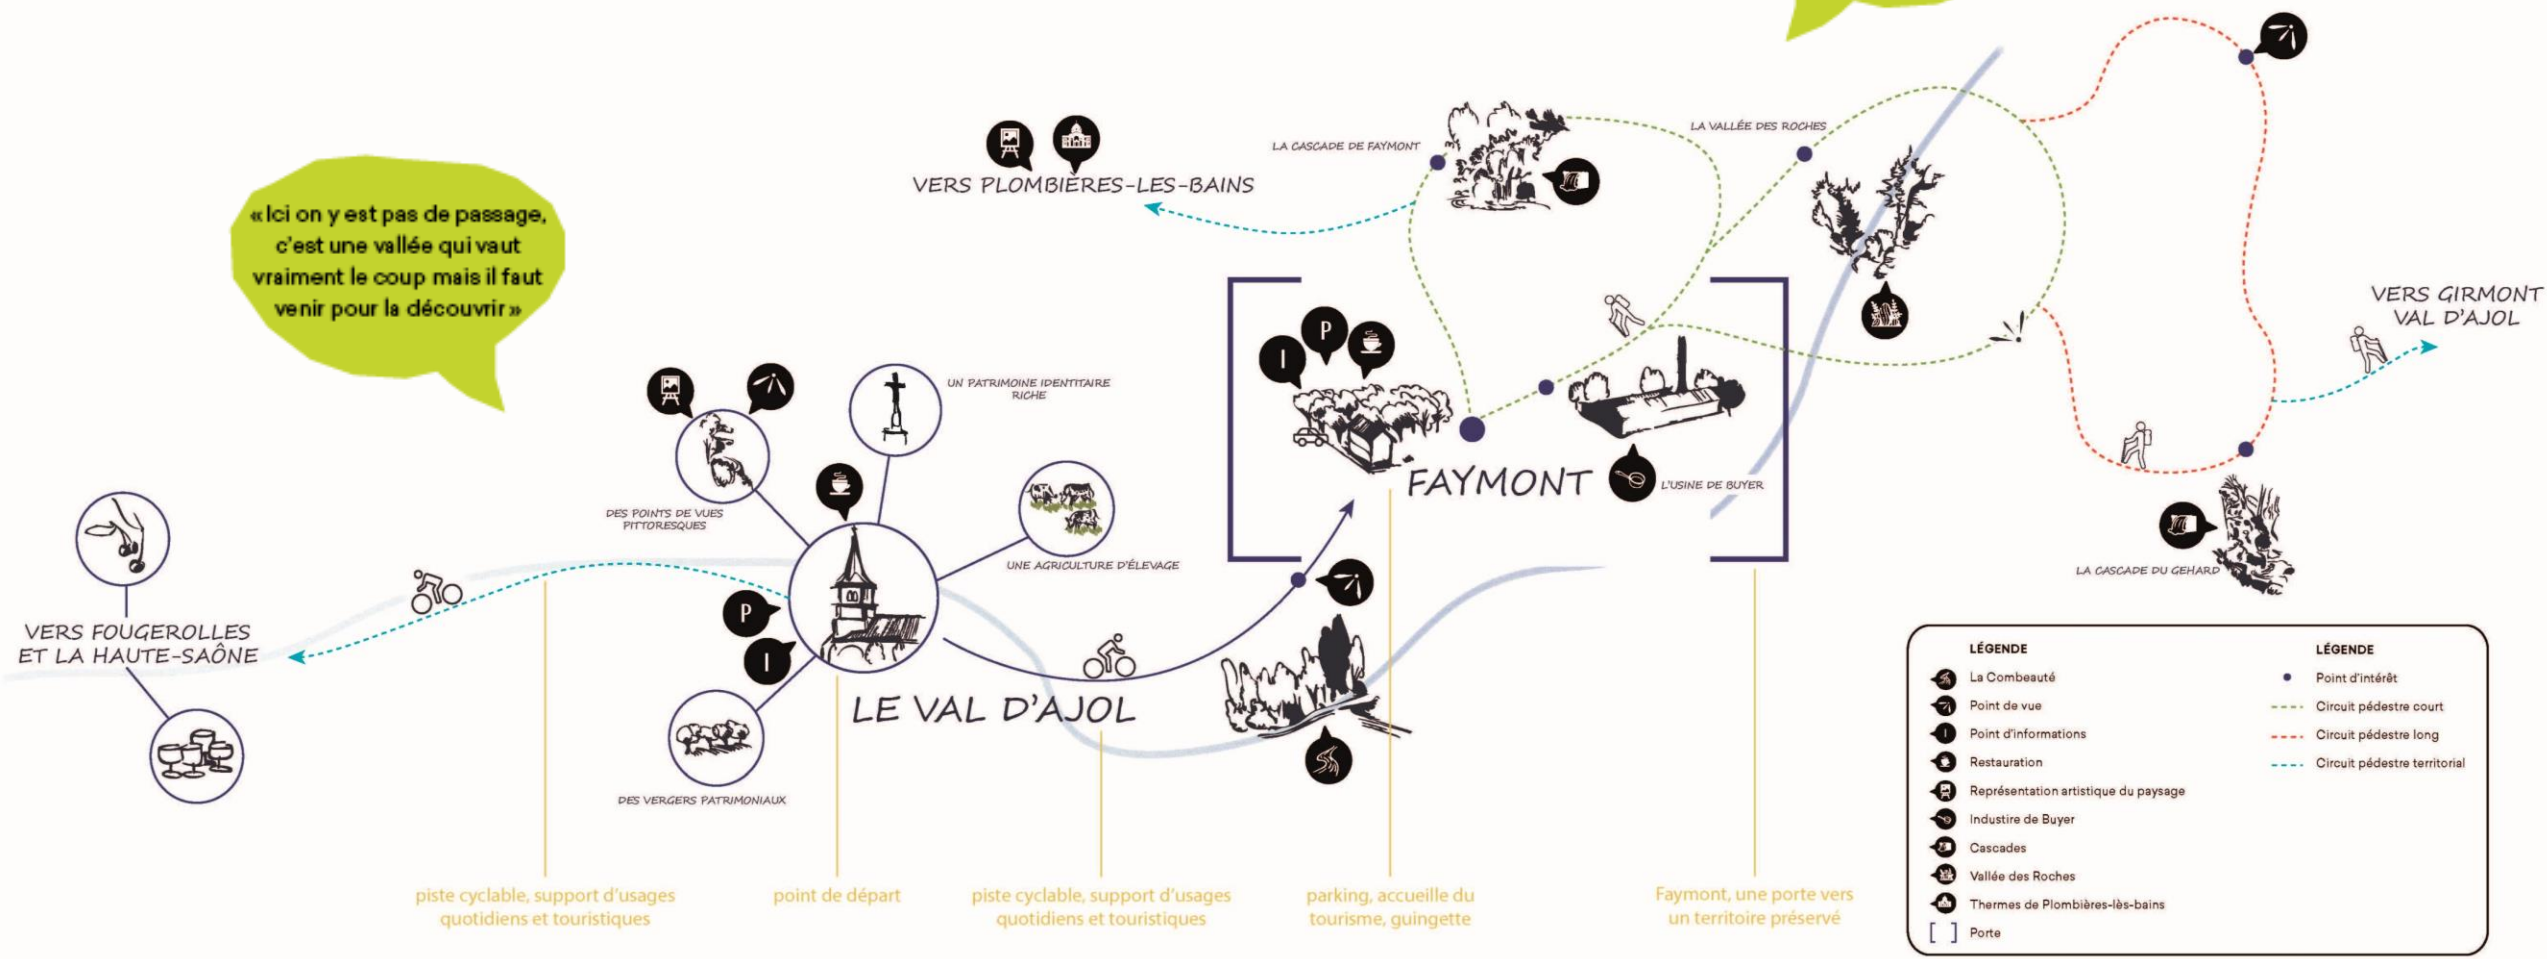 «Ici on y est pas de passage,
c'est une vallée qui vaut
vraiment le coup mais il faut
venir pour la découvrir»
VERS PLOMBIÈRES-LES-BAINS
LA CASCADE DE FAYMONT
LA VALLÉE DES ROCHES
VERS GIRMONT
VAL D'AJOL
P
I
FAYMONT
L'USINE DE BUYER
UN PATRIMOINE IDENTITAIRE
RICHE
DES POINTS DE VUES
PITTORESQUES
UNE AGRICULTURE D'ÉLEVAGE
VERS FOUGEROLLES
ET LA HAUTE-SAÔNE
P
I
LE VAL D'AJOL
DES VERGERS PATRIMONIAUX
LA CASCADE DU GEHARD
piste cyclable, support d'usages
quotidiens et touristiques
point de départ
piste cyclable, support d'usages
quotidiens et touristiques
parking, accueille du
tourisme, guingette
Faymont, une porte vers
un territoire préservé
LÉGENDE
La Combeauté
Point de vue
I
Point d'informations
Restauration
Représentation artistique du paysage
Industire de Buyer
Cascades
Vallée des Roches
Thermes de Plombières-lès-bains
[ ] Porte
LÉGENDE
Point d'intérêt
Circuit pédestre court
Circuit pédestre long
Circuit pédestre territorial